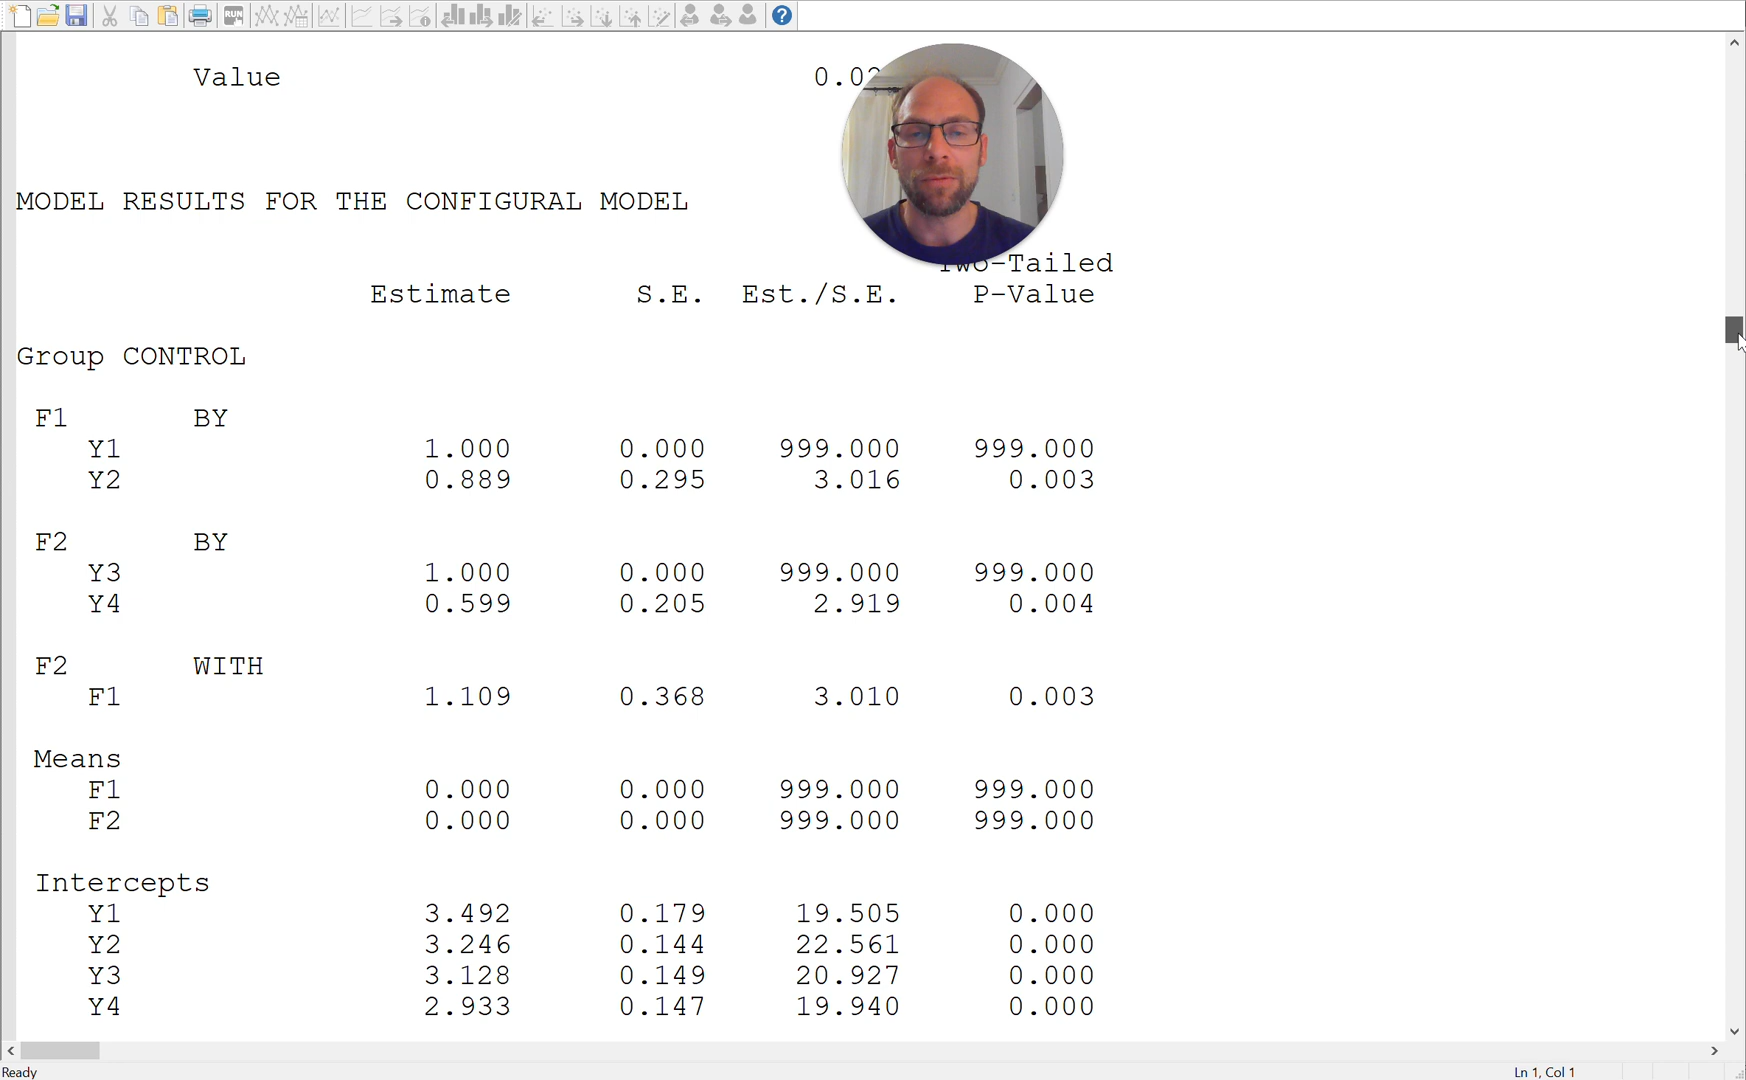 RUN
Value 0.02
MODEL RESULTS FOR THE CONFIGURAL MODEL
Two-Tailed
Estimate S.E. Est./S.E. P-Value
Group CONTROL
F1 BY
Y1 1.000 0.000 999.000 999.000
Y2 0.889 0.295 3.016 0.003
F2 BY
Y3 1.000 0.000 999.000 999.000
Y4 0.599 0.205 2.919 0.004
F2 WITH
F1 1.109 0.368 3.010 0.003
Means
F1 0.000 0.000 999.000 999.000
F2 0.000 0.000 999.000 999.000
Intercepts
Y1 3.492 0.179 19.505 0.000
Y2 3.246 0.144 22.561 0.000
Y3 3.128 0.149 20.927 0.000
Y4 2.933 0.147 19.940 0.000
Ready Ln 1, Col 1